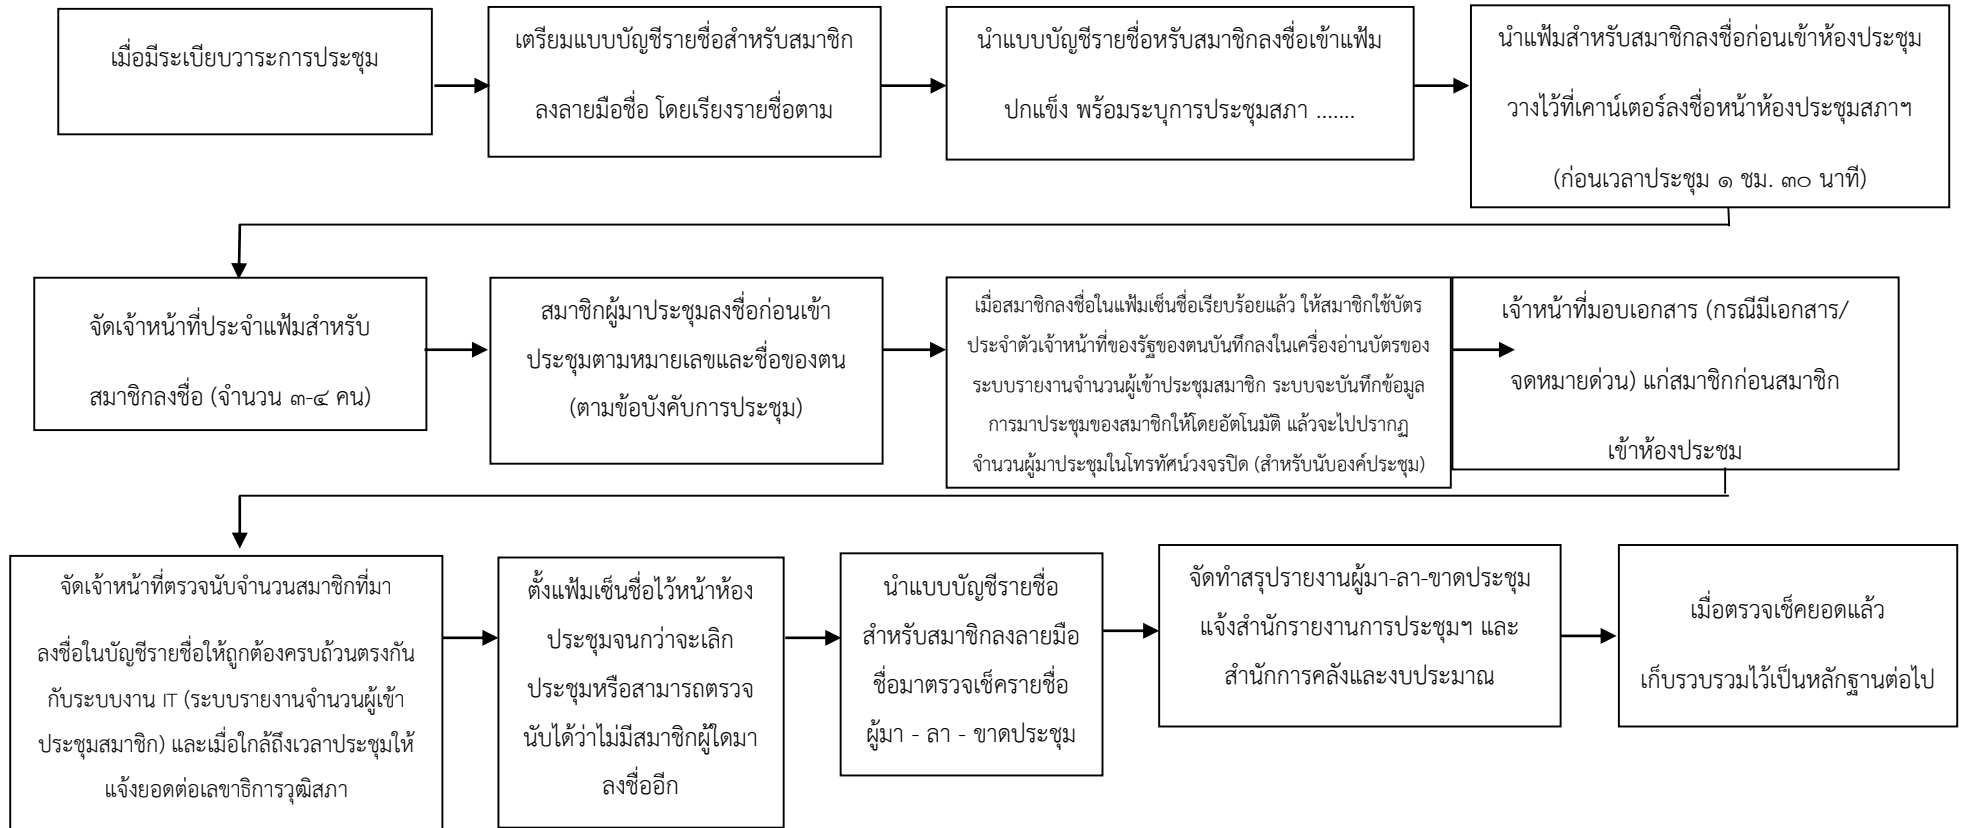 เมื่อมีระเบียบวาระการประชุม
เตรียมแบบบัญชีรายชื่อสำหรับสมาชิก
ลงลายมือชื่อ โดยเรียงรายชื่อตาม
นำแบบบัญชีรายชื่อหรับสมาชิกลงชื่อเข้าแฟ้ม
ปกแข็ง พร้อมระบุการประชุมสภา .......
นำแฟ้มสำหรับสมาชิกลงชื่อก่อนเข้าห้องประชุม
วางไว้ที่เคาน์เตอร์ลงชื่อหน้าห้องประชุมสภาฯ
(ก่อนเวลาประชุม ๑ ชม. ๓๐ นาที)
จัดเจ้าหน้าที่ประจำแฟ้มสำหรับ
สมาชิกลงชื่อ (จำนวน ๓-๔ คน)
สมาชิกผู้มาประชุมลงชื่อก่อนเข้า
ประชุมตามหมายเลขและชื่อของตน
(ตามข้อบังคับการประชุม)
เมื่อสมาชิกลงชื่อในแฟ้มเซ็นชื่อเรียบร้อยแล้ว ให้สมาชิกใช้บัตร
ประจำตัวเจ้าหน้าที่ของรัฐของตนบันทึกลงในเครื่องอ่านบัตรของ
ระบบรายงานจำนวนผู้เข้าประชุมสมาชิก ระบบจะบันทึกข้อมูล
การมาประชุมของสมาชิกให้โดยอัตโนมัติ แล้วจะไปปรากฏ
จำนวนผู้มาประชุมในโทรทัศน์วงจรปิด (สำหรับนับองค์ประชุม)
เจ้าหน้าที่มอบเอกสาร (กรณีมีเอกสาร/
จดหมายด่วน) แก่สมาชิกก่อนสมาชิก
เข้าห้องประชุม
จัดเจ้าหน้าที่ตรวจนับจำนวนสมาชิกที่มา
ลงชื่อในบัญชีรายชื่อให้ถูกต้องครบถ้วนตรงกัน
กับระบบงาน IT (ระบบรายงานจำนวนผู้เข้า
ประชุมสมาชิก) และเมื่อใกล้ถึงเวลาประชุมให้
แจ้งยอดต่อเลขาธิการวุฒิสภา
ตั้งแฟ้มเซ็นชื่อไว้หน้าห้อง
ประชุมจนกว่าจะเลิก
ประชุมหรือสามารถตรวจ
นับได้ว่าไม่มีสมาชิกผู้ใดมา
ลงชื่ออีก
นำแบบบัญชีรายชื่อ
สำหรับสมาชิกลงลายมือ
ชื่อมาตรวจเช็ครายชื่อ
ผู้มา - ลา - ขาดประชุม
จัดทำสรุปรายงานผู้มา-ลา-ขาดประชุม
แจ้งสำนักรายงานการประชุมฯ และ
สำนักการคลังและงบประมาณ
เมื่อตรวจเช็คยอดแล้ว
เก็บรวบรวมไว้เป็นหลักฐานต่อไป